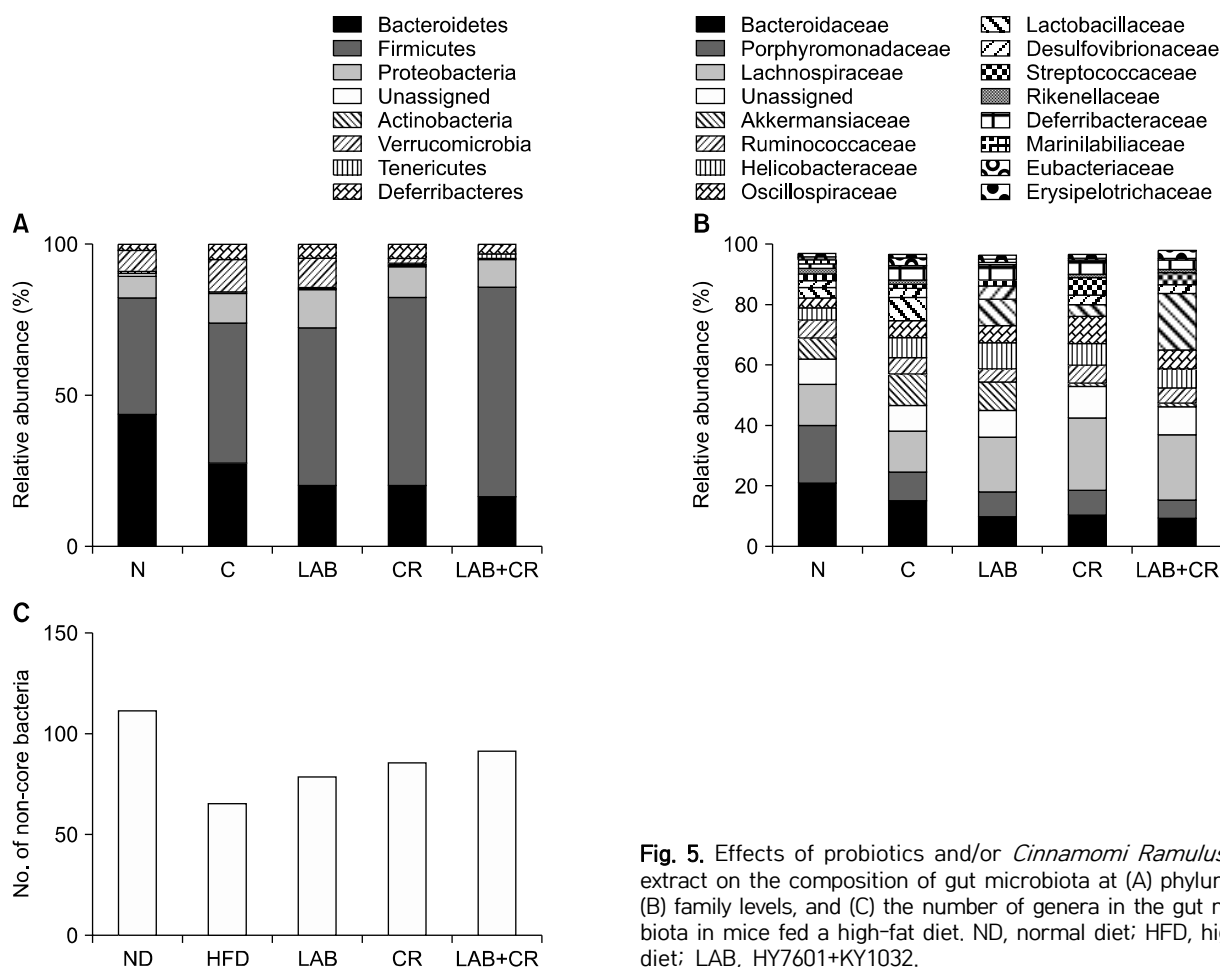 Bacteroidetes
Firmicutes
Proteobacteria
Unassigned
Actinobacteria
Verrucomicrobia
Tenericutes
Deferribacteres
A
Relative abundance (%)
100
50
0
N C LAB CR LAB+CR
Bacteroidaceae
Porphyromonadaceae
Lachnospiraceae
Unassigned
Akkermansiaceae
Ruminococcaceae
Helicobacteraceae
Oscillospiraceae
Lactobacillaceae
Desulfovibrionaceae
Streptococcaceae
Rikenellaceae
Deferribacteraceae
Marinilabiliaceae
Eubacteriaceae
Erysipelotrichaceae
B
Relative abundance (%)
100
80
60
40
20
0
N C LAB CR LAB+CR
C
No. of non-core bacteria
150
100
50
0
ND HFD LAB CR LAB+CR
Fig. 5. Effects of probiotics and/or Cinnamomi Ramulus
extract on the composition of gut microbiota at (A) phylum
(B) family levels, and (C) the number of genera in the gut
biota in mice fed a high-fat diet. ND, normal diet; HFD,
diet; LAB, HY7601+KY1032.